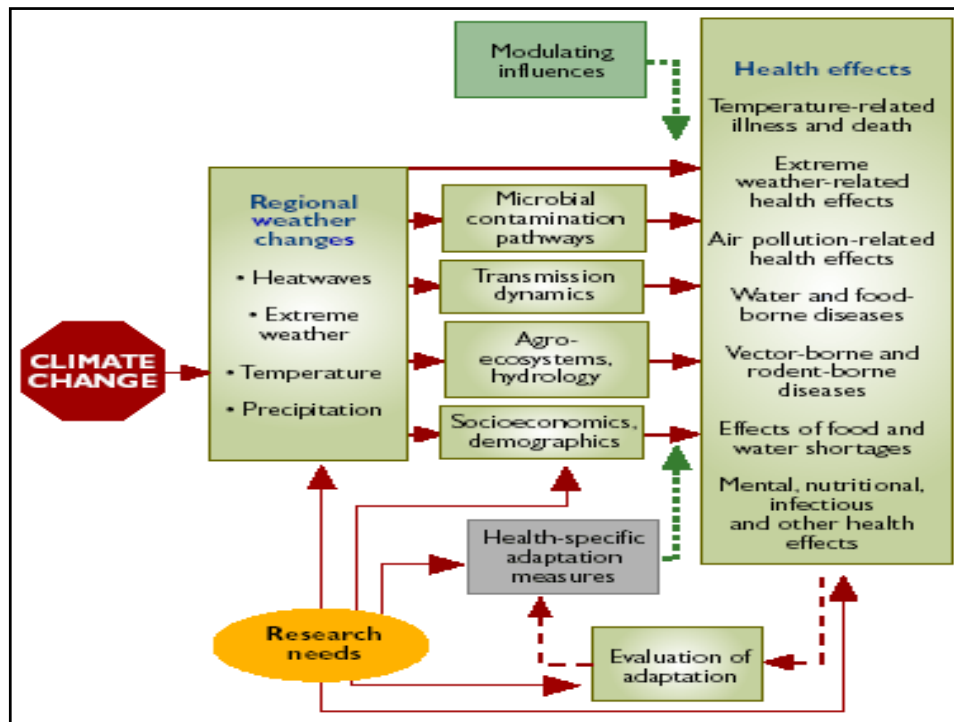 Modulating
influences
Health effects
Temperature-related
illness and death
Extreme
weather-related
health effects
Air pollution-related
health effects
Water and food-
borne diseases
Vector-borne and
rodent-borne
diseases
Effects of food and
water shortages
Mental, nutritional,
infectious
and other health
effects
Regional
weather
changes
• Heatwaves
• Extreme
weather
• Temperature
• Precipitation
Microbial
contamination
pathways
Transmission
dynamics
Agro-
ecosystems,
hydrology
Socioeconomics,
demographics
CLIMATE
CHANGE
Health-specific
adaptation
measures
Research
needs
Evaluation of
adaptation